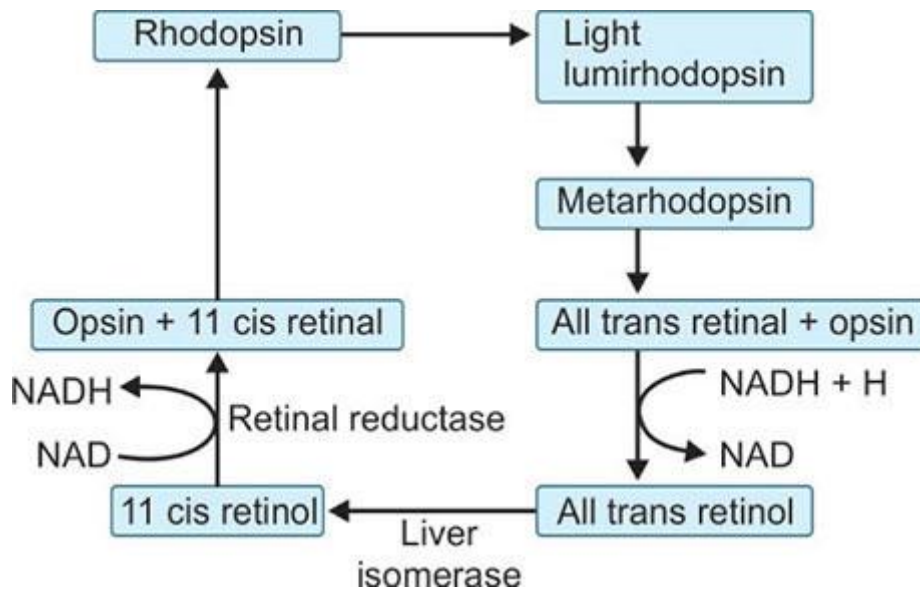 Rhodopsin
Light
lumirhodopsin
Metarhodopsin
Opsin + 11 cis retinal
All trans retinal + opsin
NADH
NAD
Retinal reductase
NADH + H
NAD
11 cis retinol
All trans retinol
Liver
isomerase